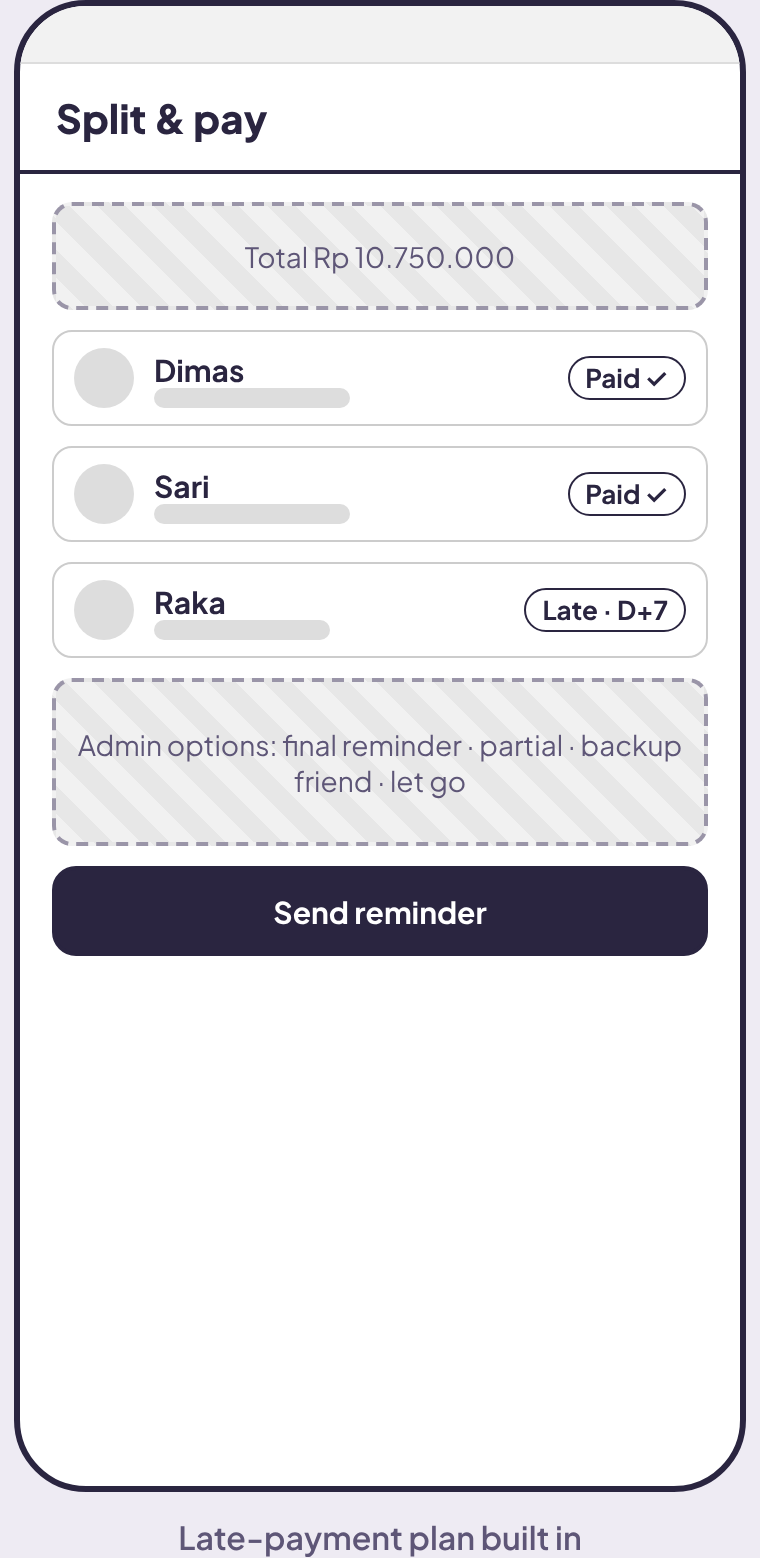 Split & pay
Total Rp 10.750.000
Dimas
Paid ✓
Sari
Paid ✓
Raka
Late · D+7
Admin options: final reminder · partial · backup
friend · let go
Send reminder
Late-payment plan built in